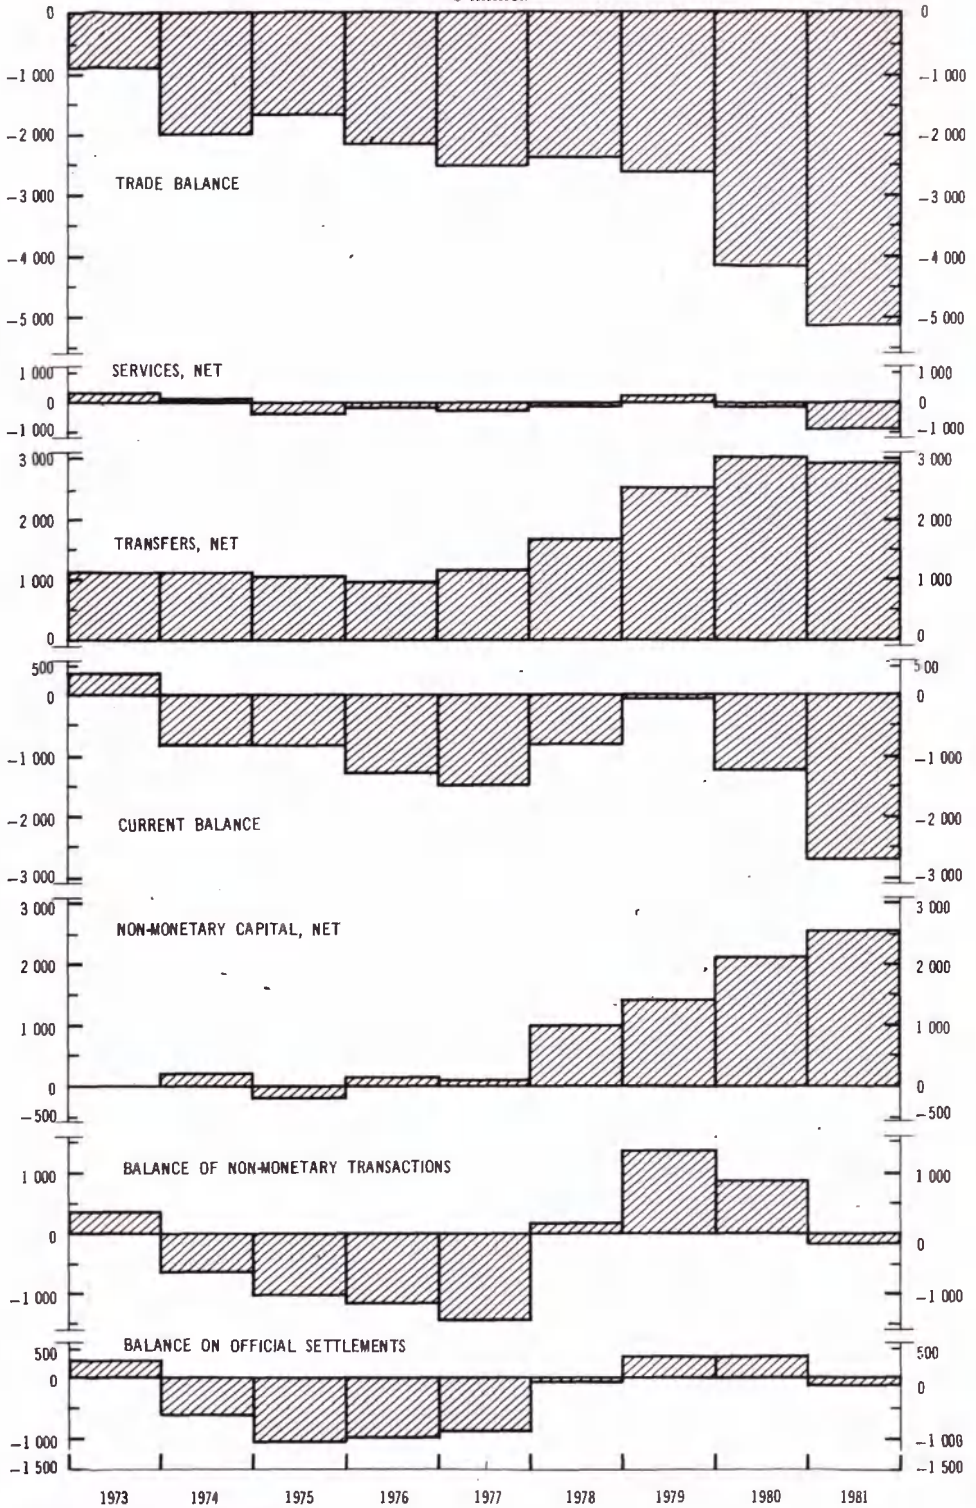 0 0
−1 000 −1 000
−2 000 −2 000
TRADE BALANCE
−3 000 −3 000
−4 000 −4 000
−5 000 −5 000
SERVICES, NET
1 000 1 000
0 0
−1 000 −1 000
3 000 3 000
2 000 2 000
TRANSFERS, NET
1 000 1 000
0 0
500 500
0 0
−1 000 −1 000
−2 000 −2 000
CURRENT BALANCE
−3 000 −3 000
3 000 3 000
NON-MONETARY CAPITAL, NET
2 000 2 000
1 000 1 000
0 0
−500 −500
BALANCE OF NON-MONETARY TRANSACTIONS
1 000 1 000
0 0
−1 000 −1 000
BALANCE ON OFFICIAL SETTLEMENTS
500 500
0 0
−1 000 −1 000
−1 500 −1 500
1973 1974 1975 1976 1977 1978 1979 1980 1981